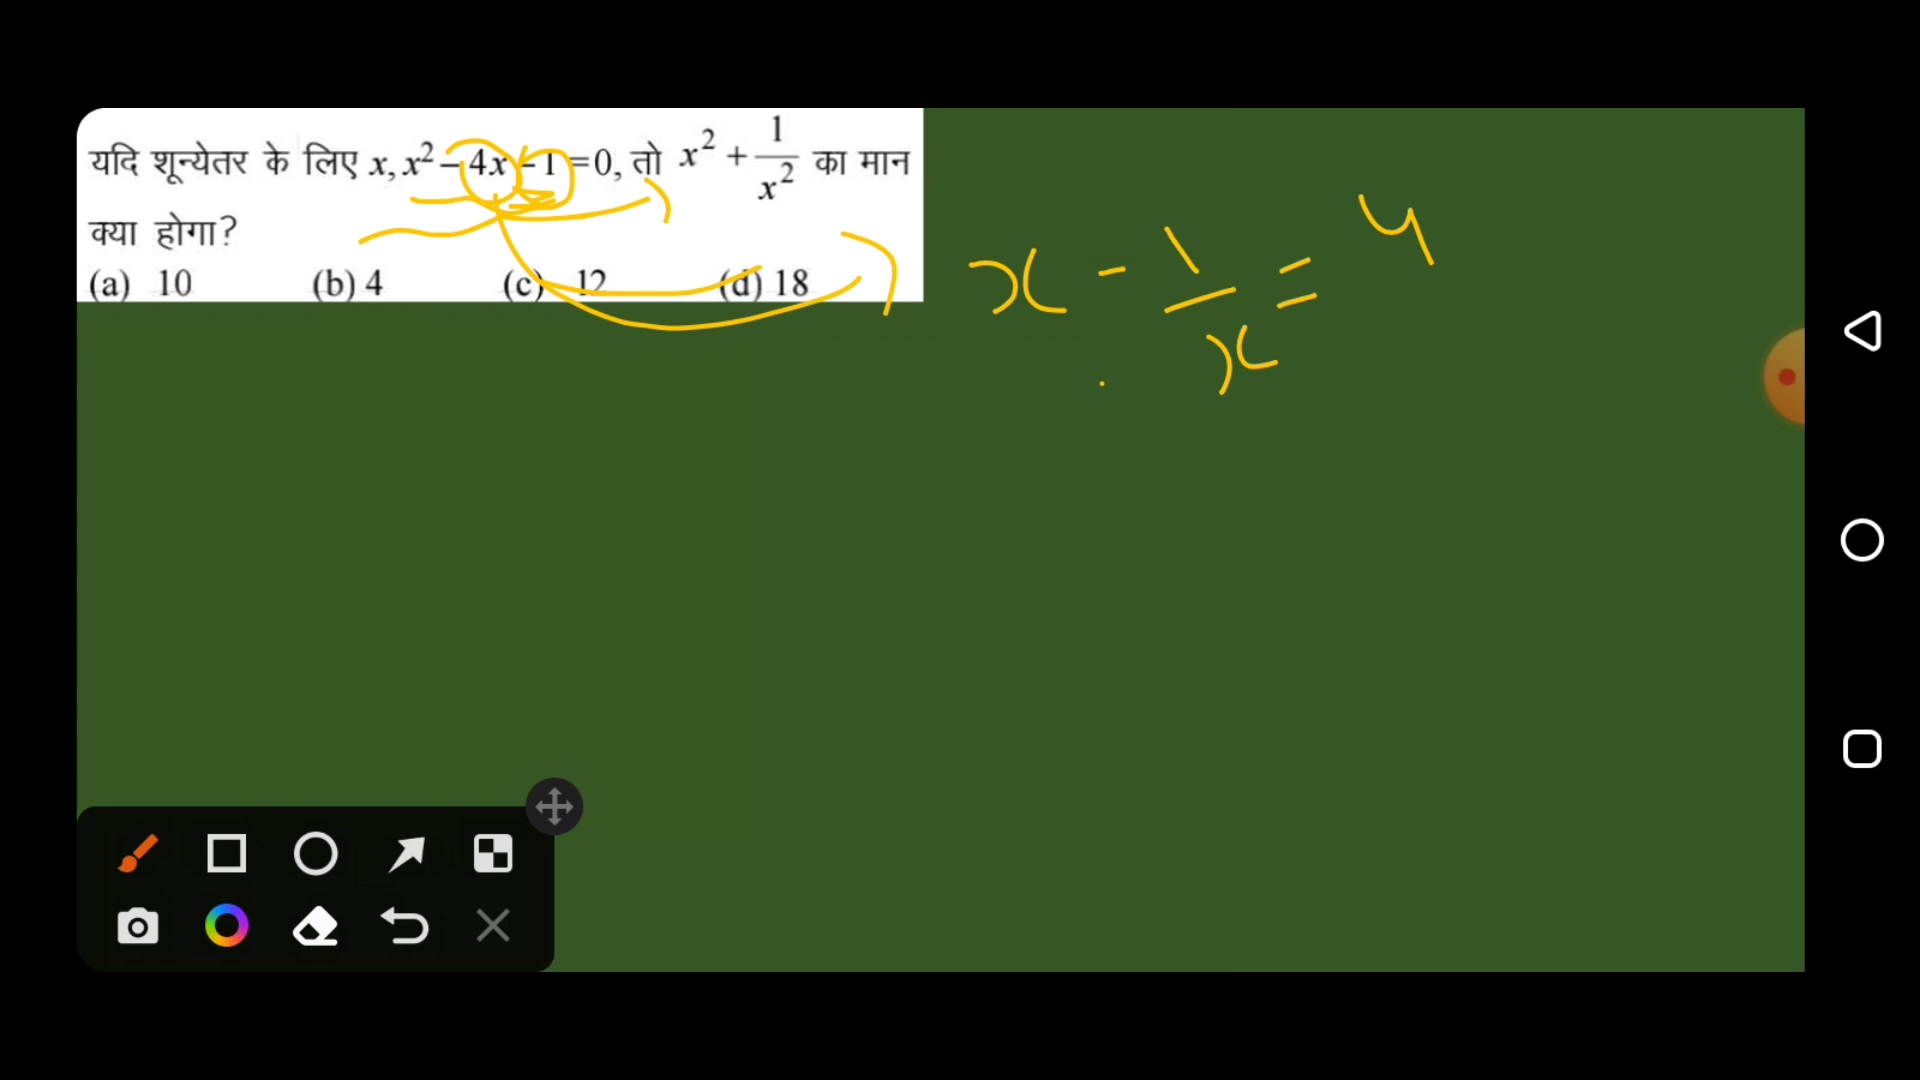 यदि शून्येतर के लिए x, x² – 4x – 1 = 0, तो x² + 1/x² का मान
क्या होगा?
(a) 10 (b) 4 (c) 12 (d) 18
x - 1/x = 4